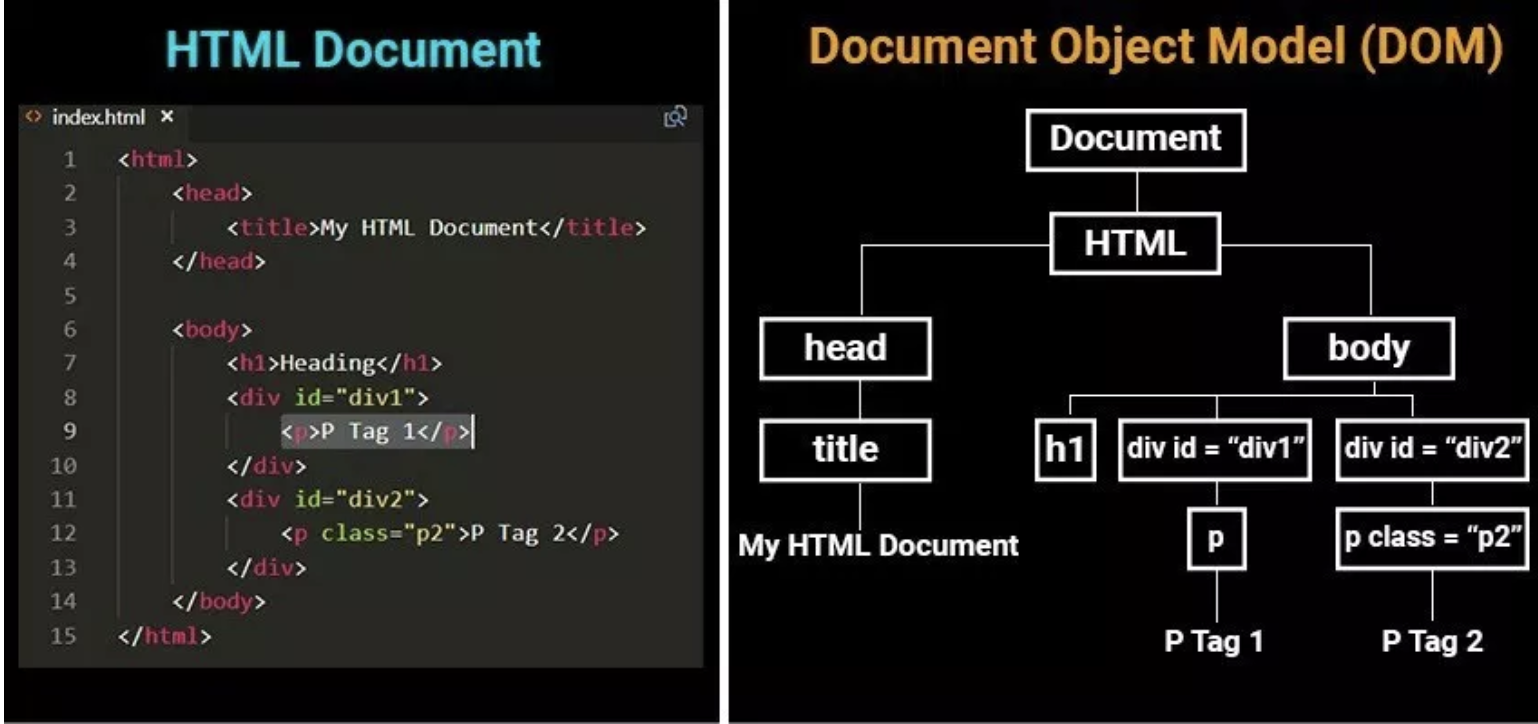 HTML Document
<> index.html ×
1 <html>
2 <head>
3 <title>My HTML Document</title>
4 </head>
5
6 <body>
7 <h1>Heading</h1>
8 <div id="div1">
9 <p>P Tag 1</p>
10 </div>
11 <div id="div2">
12 <p class="p2">P Tag 2</p>
13 </div>
14 </body>
15 </html>
Document Object Model (DOM)
Document
HTML
head
body
title
h1
div id = “div1”
div id = “div2”
My HTML Document
p
p class = “p2”
P Tag 1
P Tag 2